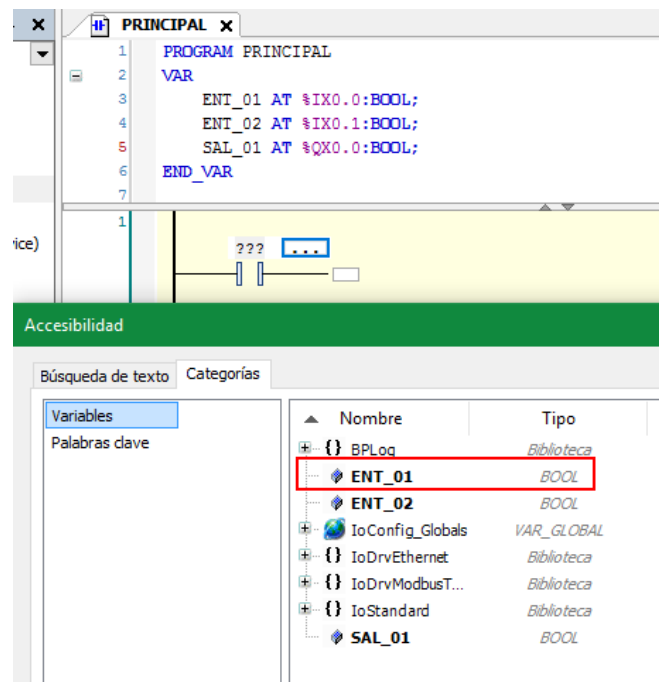 PRINCIPAL
1 PROGRAM PRINCIPAL
2 VAR
3 ENT_01 AT %IX0.0:BOOL;
4 ENT_02 AT %IX0.1:BOOL;
5 SAL_01 AT %QX0.0:BOOL;
6 END_VAR
7
1
??? ...
ice)
Accesibilidad
Búsqueda de texto Categorías
Variables
Palabras clave
Nombre Tipo
BPLog Biblioteca
ENT_01 BOOL
ENT_02 BOOL
IoConfig_Globals VAR_GLOBAL
IoDrvEthernet Biblioteca
IoDrvModbusT... Biblioteca
IoStandard Biblioteca
SAL_01 BOOL